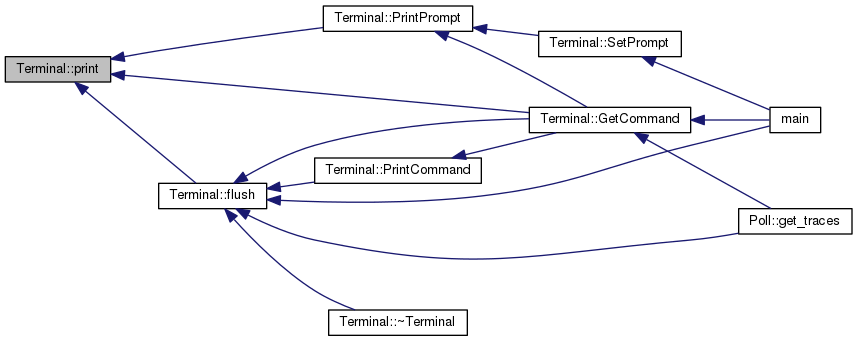 Terminal::PrintPrompt
Terminal::SetPrompt
Terminal::print
Terminal::GetCommand
main
Terminal::PrintCommand
Terminal::flush
Poll::get_traces
Terminal::~Terminal